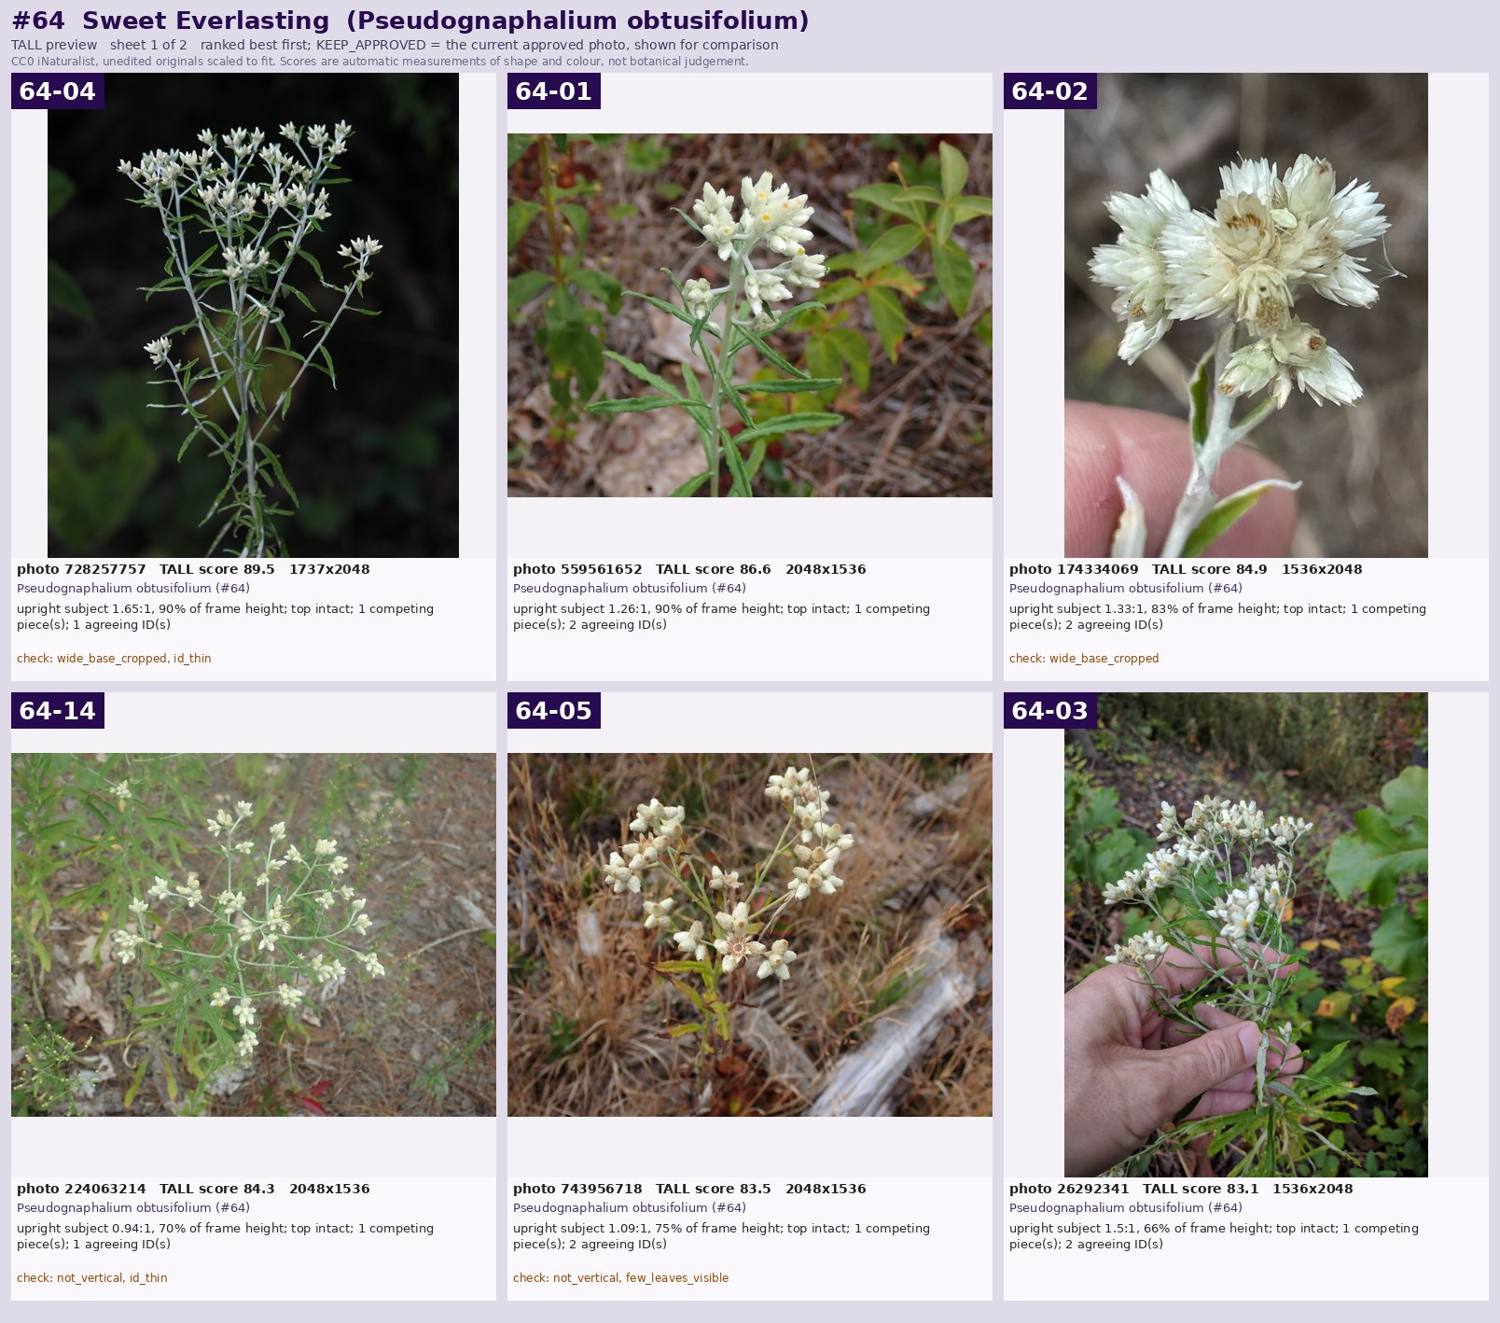 #64 Sweet Everlasting (Pseudognaphalium obtusifolium)
TALL preview sheet 1 of 2 ranked best first; KEEP_APPROVED = the current approved photo, shown for comparison
CC0 iNaturalist, unedited originals scaled to fit. Scores are automatic measurements of shape and colour, not botanical judgement.
64-04
photo 728257757 TALL score 89.5 1737x2048
Pseudognaphalium obtusifolium (#64)
upright subject 1.65:1, 90% of frame height; top intact; 1 competing
piece(s); 1 agreeing ID(s)
check: wide_base_cropped, id_thin
64-01
photo 559561652 TALL score 86.6 2048x1536
Pseudognaphalium obtusifolium (#64)
upright subject 1.26:1, 90% of frame height; top intact; 1 competing
piece(s); 2 agreeing ID(s)
64-02
photo 174334069 TALL score 84.9 1536x2048
Pseudognaphalium obtusifolium (#64)
upright subject 1.33:1, 83% of frame height; top intact; 1 competing
piece(s); 2 agreeing ID(s)
check: wide_base_cropped
64-14
photo 224063214 TALL score 84.3 2048x1536
Pseudognaphalium obtusifolium (#64)
upright subject 0.94:1, 70% of frame height; top intact; 1 competing
piece(s); 1 agreeing ID(s)
check: not_vertical, id_thin
64-05
photo 743956718 TALL score 83.5 2048x1536
Pseudognaphalium obtusifolium (#64)
upright subject 1.09:1, 75% of frame height; top intact; 1 competing
piece(s); 2 agreeing ID(s)
check: not_vertical, few_leaves_visible
64-03
photo 26292341 TALL score 83.1 1536x2048
Pseudognaphalium obtusifolium (#64)
upright subject 1.5:1, 66% of frame height; top intact; 1 competing
piece(s); 2 agreeing ID(s)